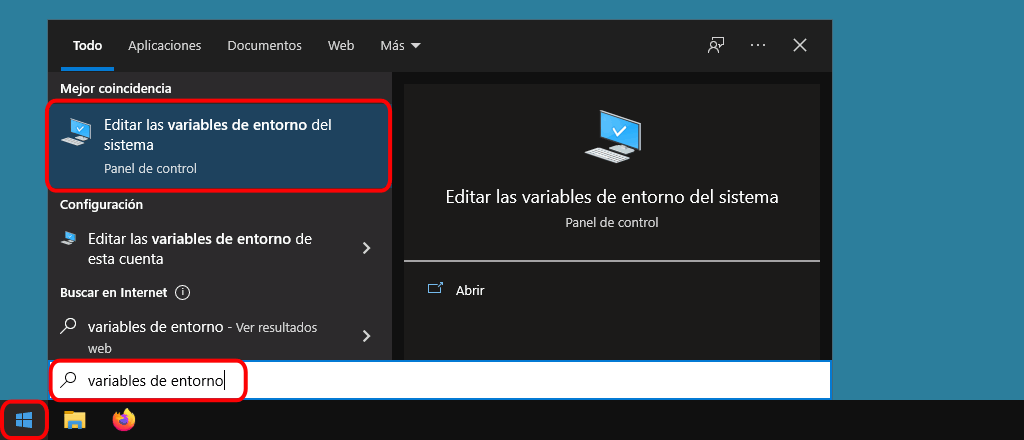 Todo Aplicaciones Documentos Web Más
Mejor coincidencia
Editar las variables de entorno del
sistema
Panel de control
Configuración
Editar las variables de entorno de
esta cuenta
Buscar en Internet
variables de entorno - Ver resultados
web
variables de entorno
Editar las variables de entorno del sistema
Panel de control
Abrir